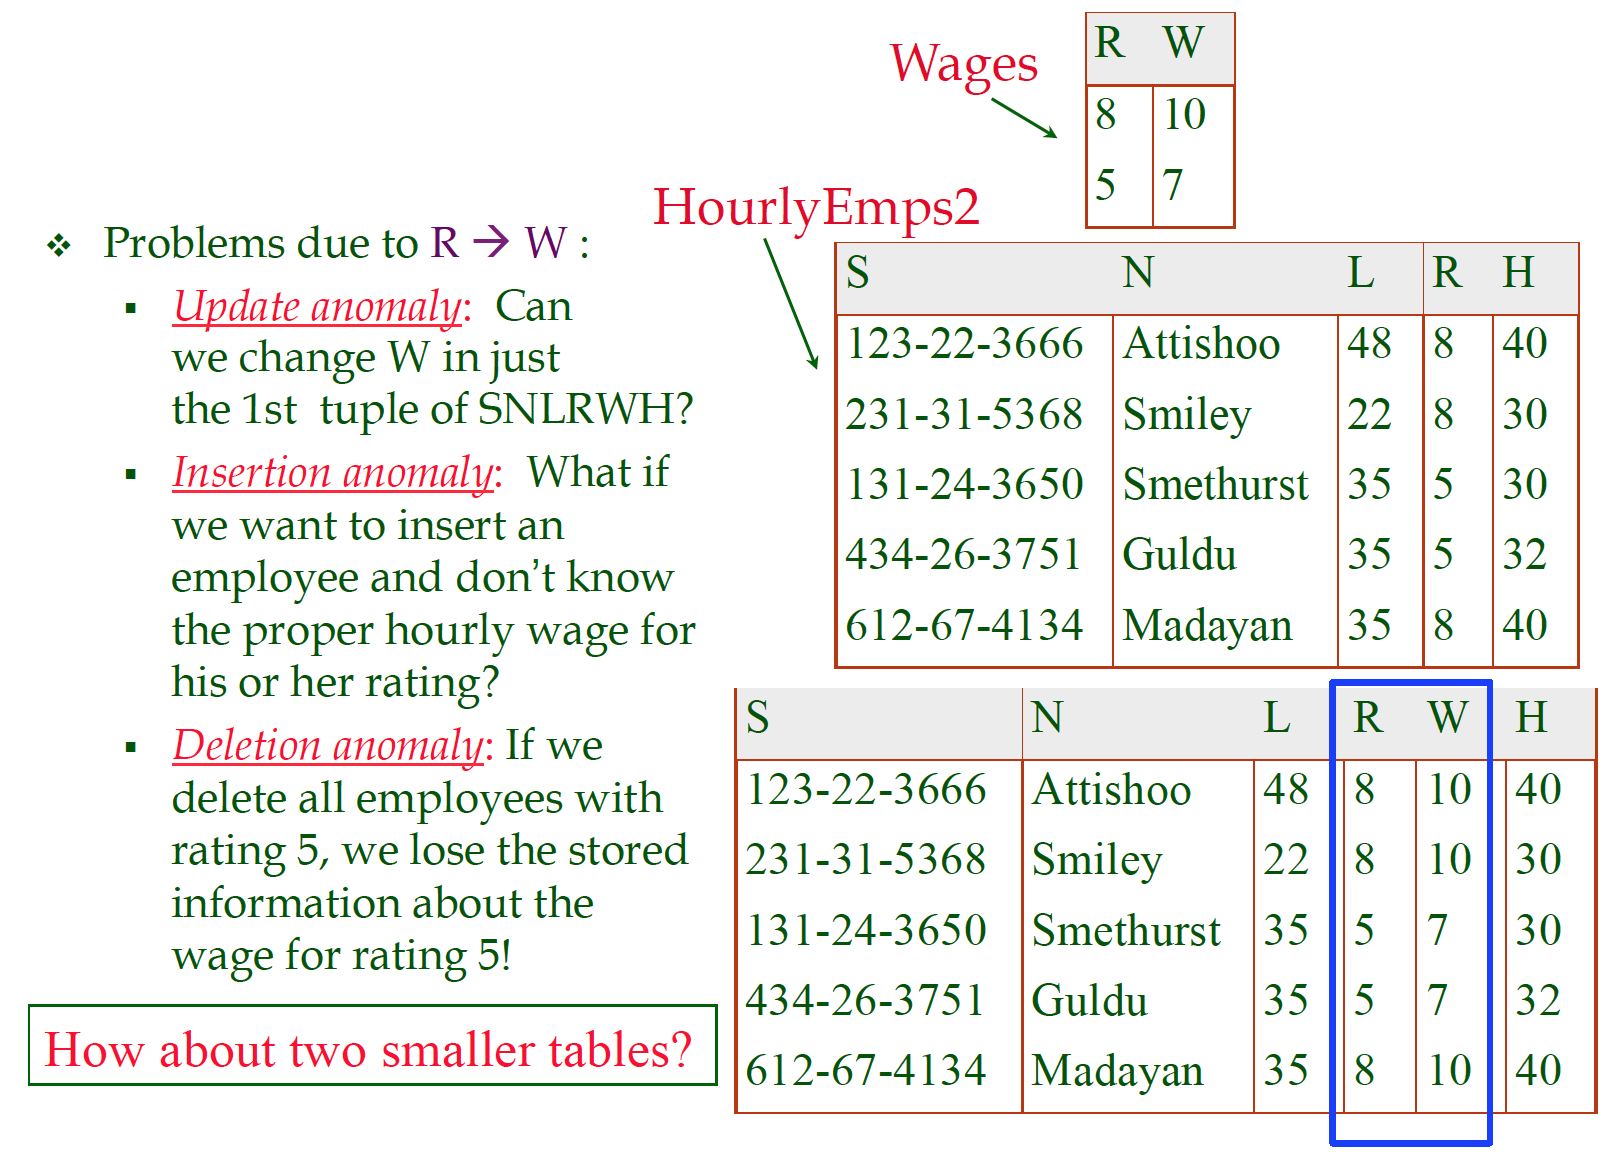 Wages
R W
8 10
5 7
HourlyEmps2
S N L R H
123-22-3666 Attishoo 48 8 40
231-31-5368 Smiley 22 8 30
131-24-3650 Smethurst 35 5 30
434-26-3751 Guldu 35 5 32
612-67-4134 Madayan 35 8 40
❖ Problems due to R → W :
▪ Update anomaly: Can
we change W in just
the 1st tuple of SNLRWH?
▪ Insertion anomaly: What if
we want to insert an
employee and don’t know
the proper hourly wage for
his or her rating?
▪ Deletion anomaly: If we
delete all employees with
rating 5, we lose the stored
information about the
wage for rating 5!
How about two smaller tables?
S N L R W H
123-22-3666 Attishoo 48 8 10 40
231-31-5368 Smiley 22 8 10 30
131-24-3650 Smethurst 35 5 7 30
434-26-3751 Guldu 35 5 7 32
612-67-4134 Madayan 35 8 10 40